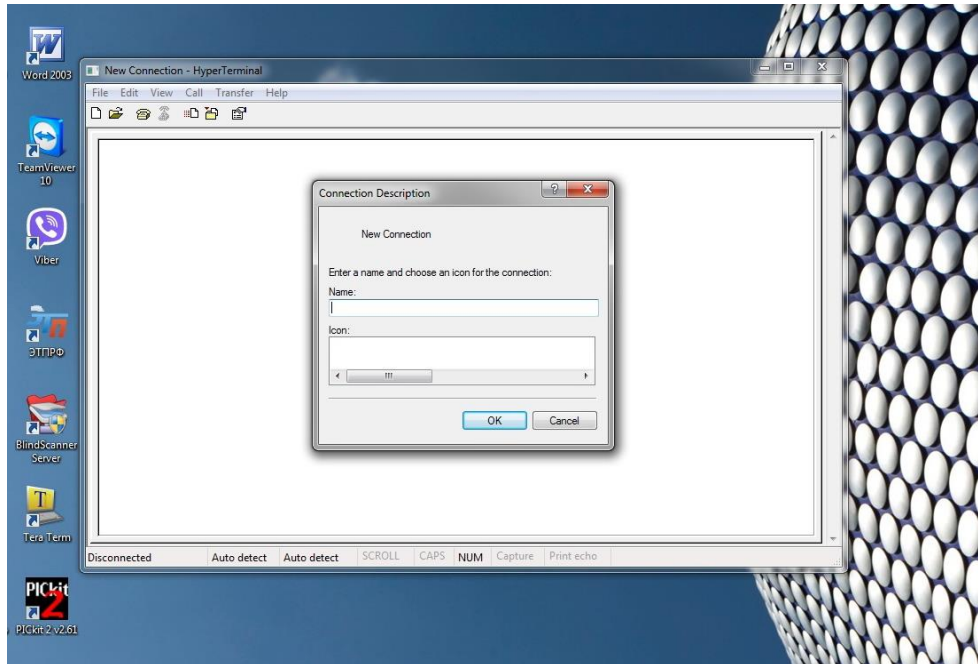 W
Word 2003
TeamViewer
10
Viber
ЭТПРФ
BlindScanner
Server
T
Tera Term
PICkit
2
PICkit 2 v2.61
New Connection - HyperTerminal
File Edit View Call Transfer Help
Connection Description
New Connection
Enter a name and choose an icon for the connection:
Name:
Icon:
OK Cancel
Disconnected Auto detect Auto detect SCROLL CAPS NUM Capture Print echo